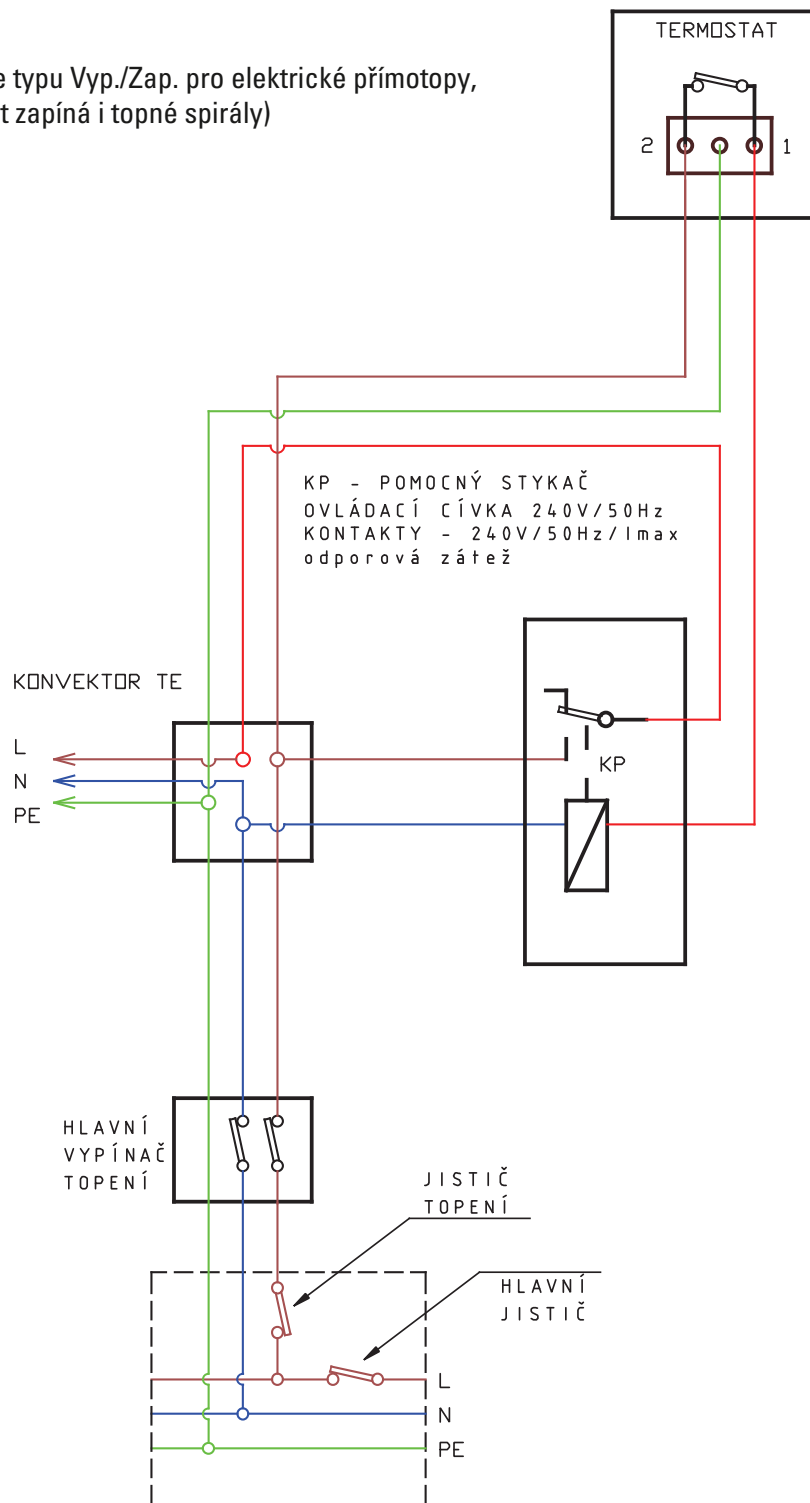 TERMOSTAT
e typu Vyp./Zap. pro elektrické přímotopy,
t zapíná i topné spirály)
2
1
KP - POMOCNÝ STYKAČ
OVLÁDACÍ CÍVKA 240V/50Hz
KONTAKTY - 240V/50Hz/Imax
odporová zátež
KONVEKTOR TE
L
N
PE
KP
HLAVNÍ
VYPÍNAČ
TOPENÍ
JISTIČ
TOPENÍ
HLAVNÍ
JISTIČ
L
N
PE